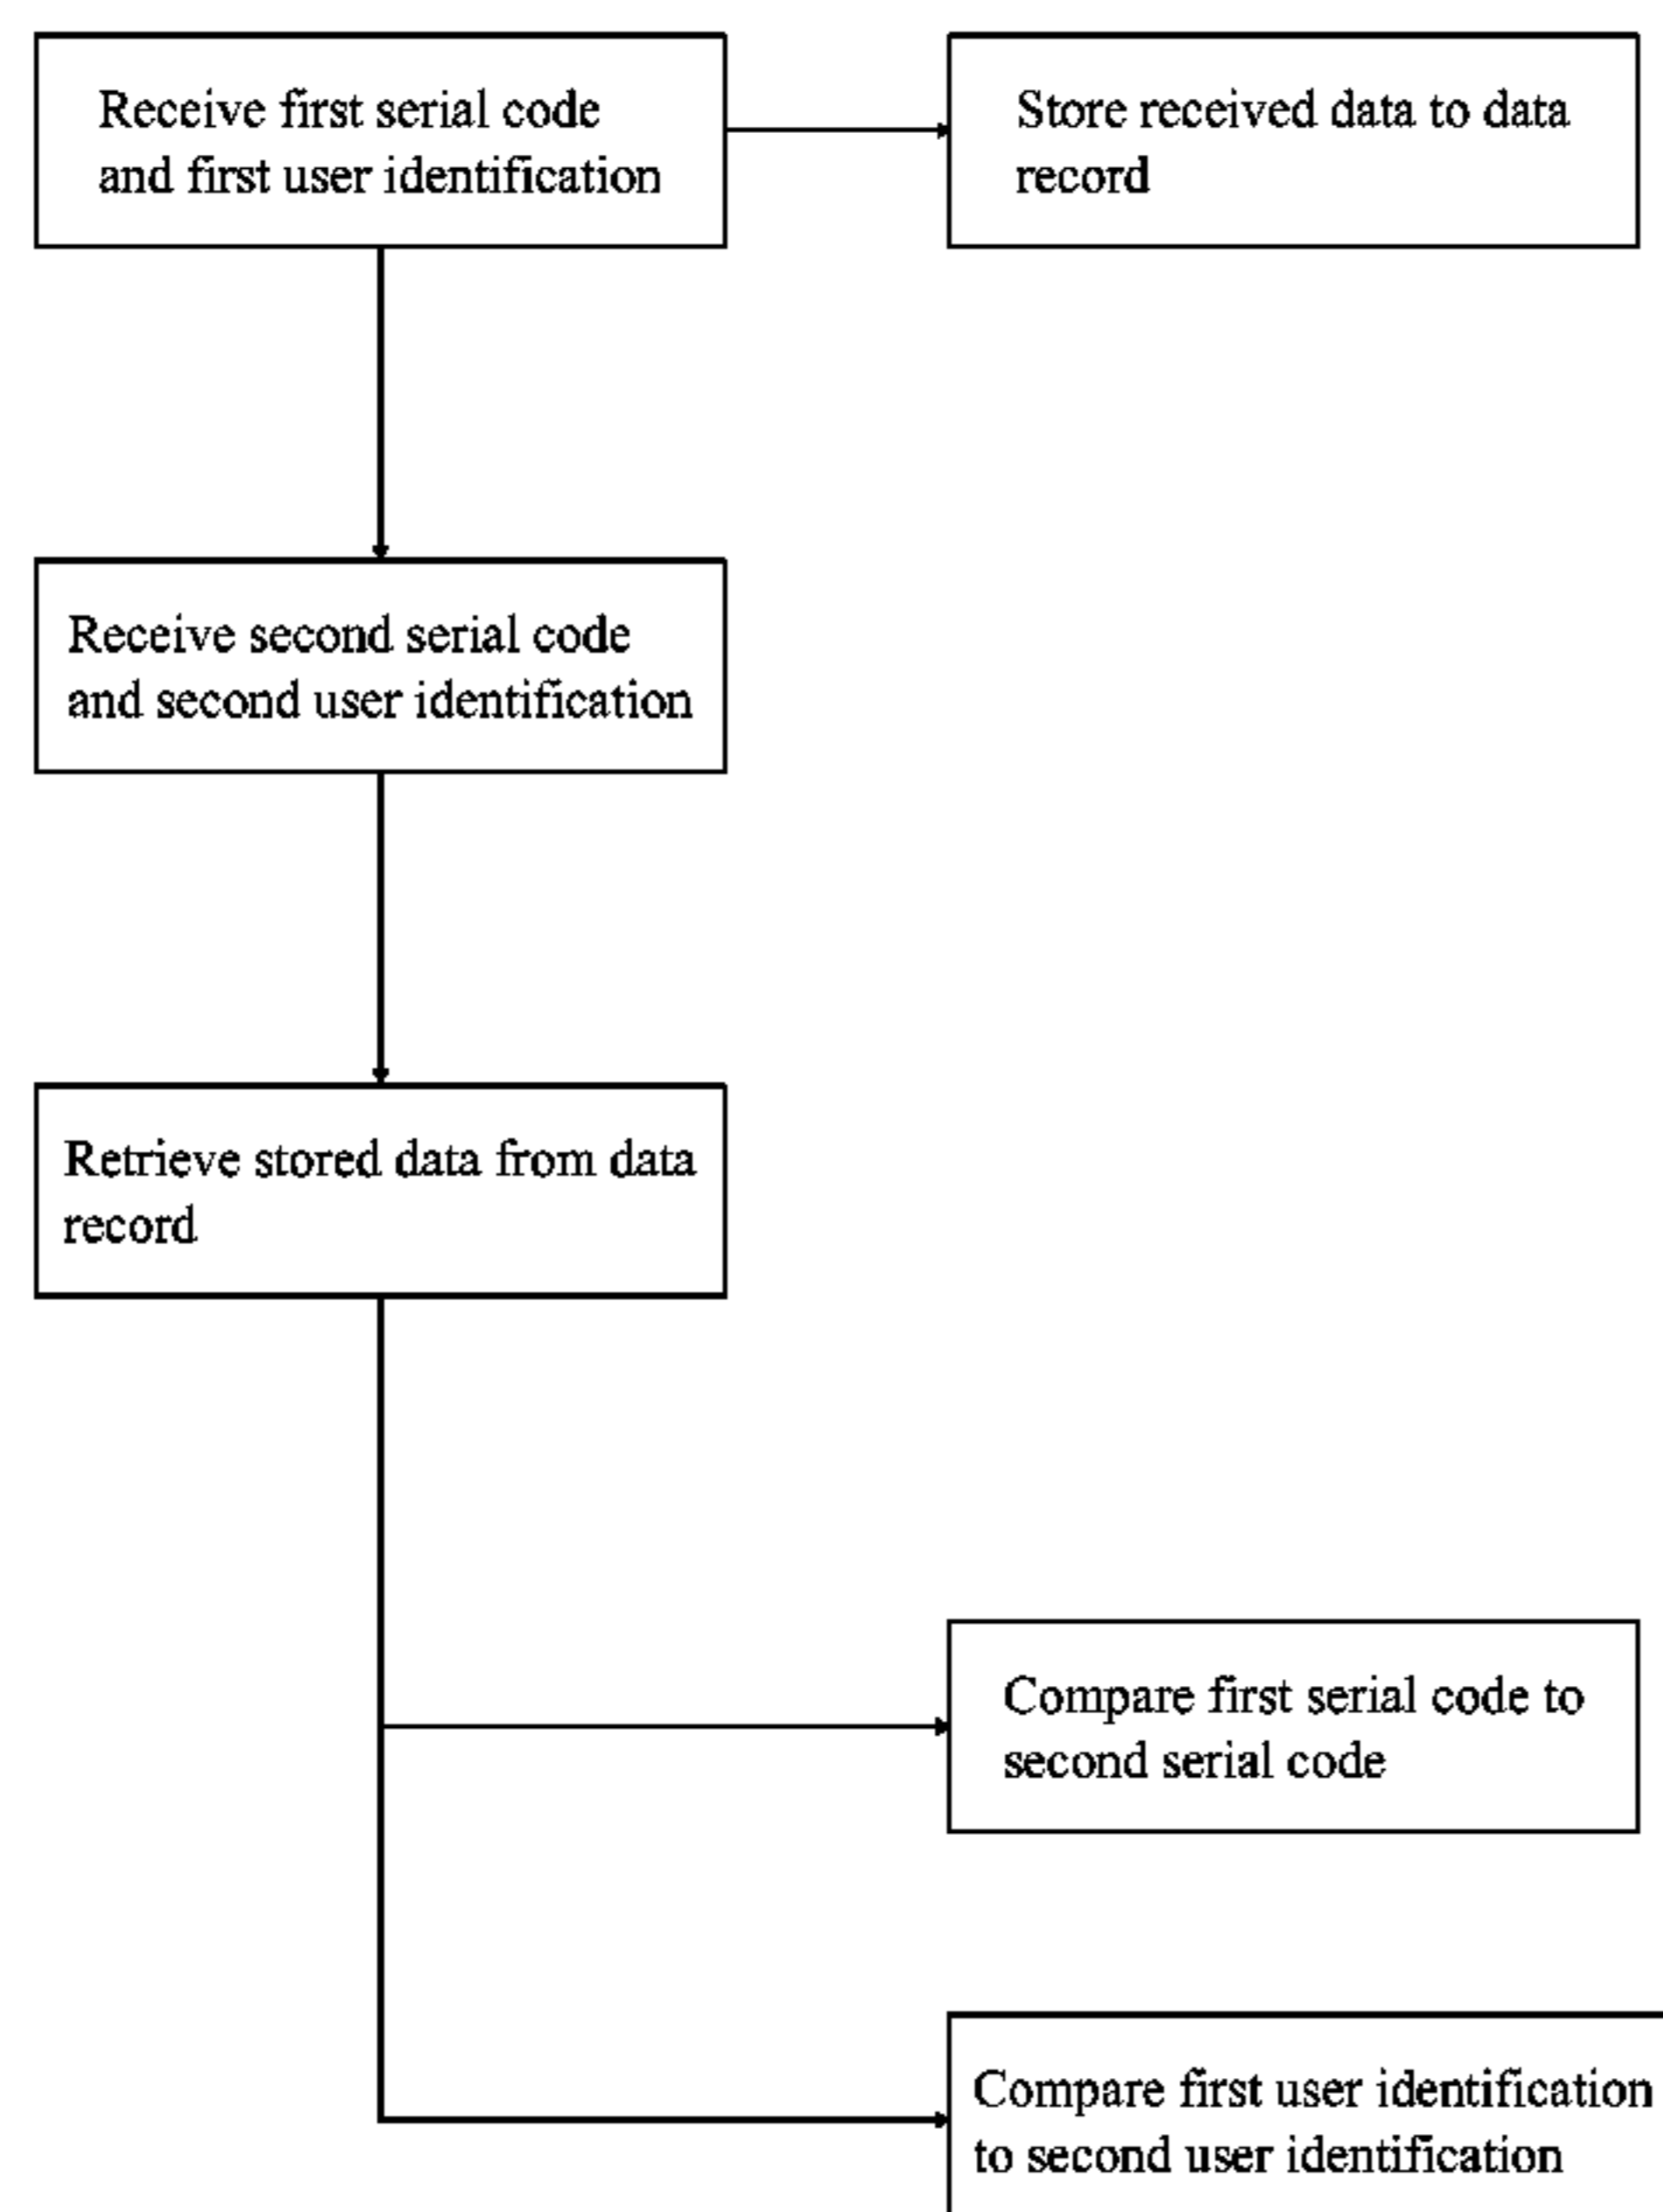 Receive first serial code
and first user identification
Store received data to data
record
Receive second serial code
and second user identification
Retrieve stored data from data
record
Compare first serial code to
second serial code
Compare first user identification
to second user identification